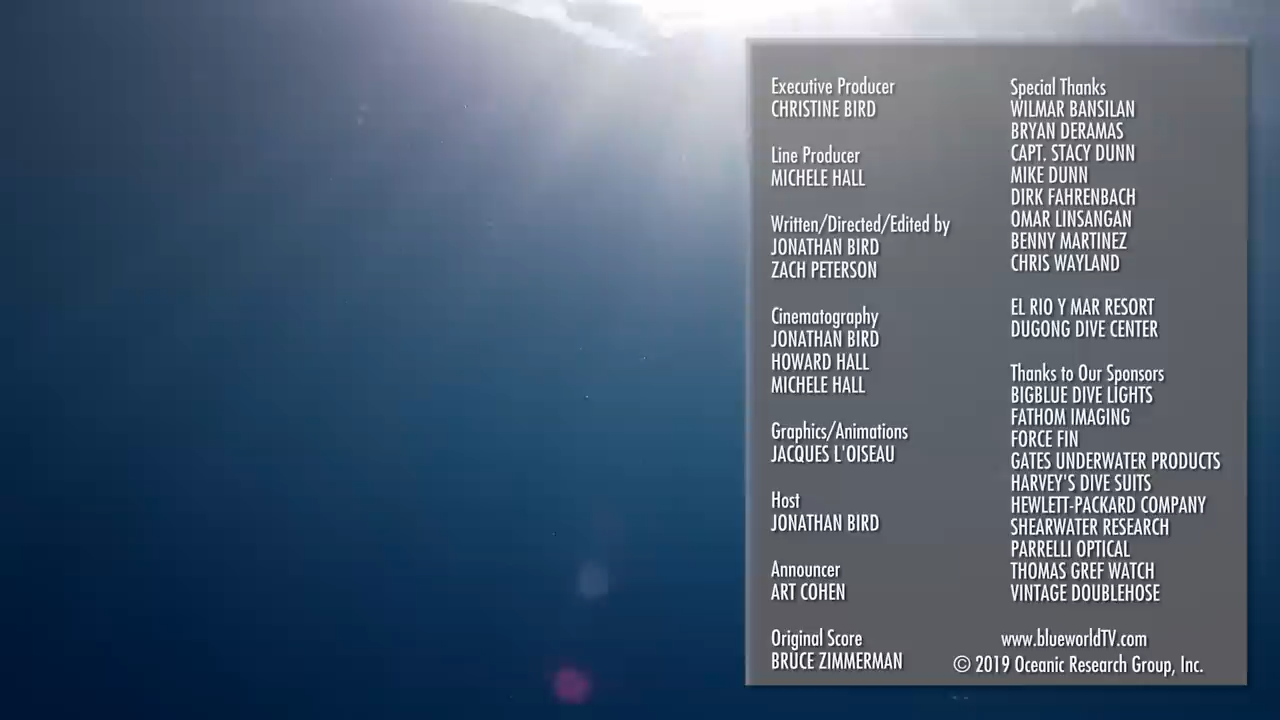 Executive Producer
CHRISTINE BIRD
Line Producer
MICHELE HALL
Written/Directed/Edited by
JONATHAN BIRD
ZACH PETERSON
Cinematography
JONATHAN BIRD
HOWARD HALL
MICHELE HALL
Graphics/Animations
JACQUES L'OISEAU
Host
JONATHAN BIRD
Announcer
ART COHEN
Original Score
BRUCE ZIMMERMAN
Special Thanks
WILMAR BANSILAN
BRYAN DERAMAS
CAPT. STACY DUNN
MIKE DUNN
DIRK FAHRENBACH
OMAR LINSANGAN
BENNY MARTINEZ
CHRIS WAYLAND
EL RIO Y MAR RESORT
DUGONG DIVE CENTER
Thanks to Our Sponsors
BIGBLUE DIVE LIGHTS
FATHOM IMAGING
FORCE FIN
GATES UNDERWATER PRODUCTS
HARVEY'S DIVE SUITS
HEWLETT-PACKARD COMPANY
SHEARWATER RESEARCH
PARRELLI OPTICAL
THOMAS GREF WATCH
VINTAGE DOUBLEHOSE
www.blueworldTV.com
© 2019 Oceanic Research Group, Inc.